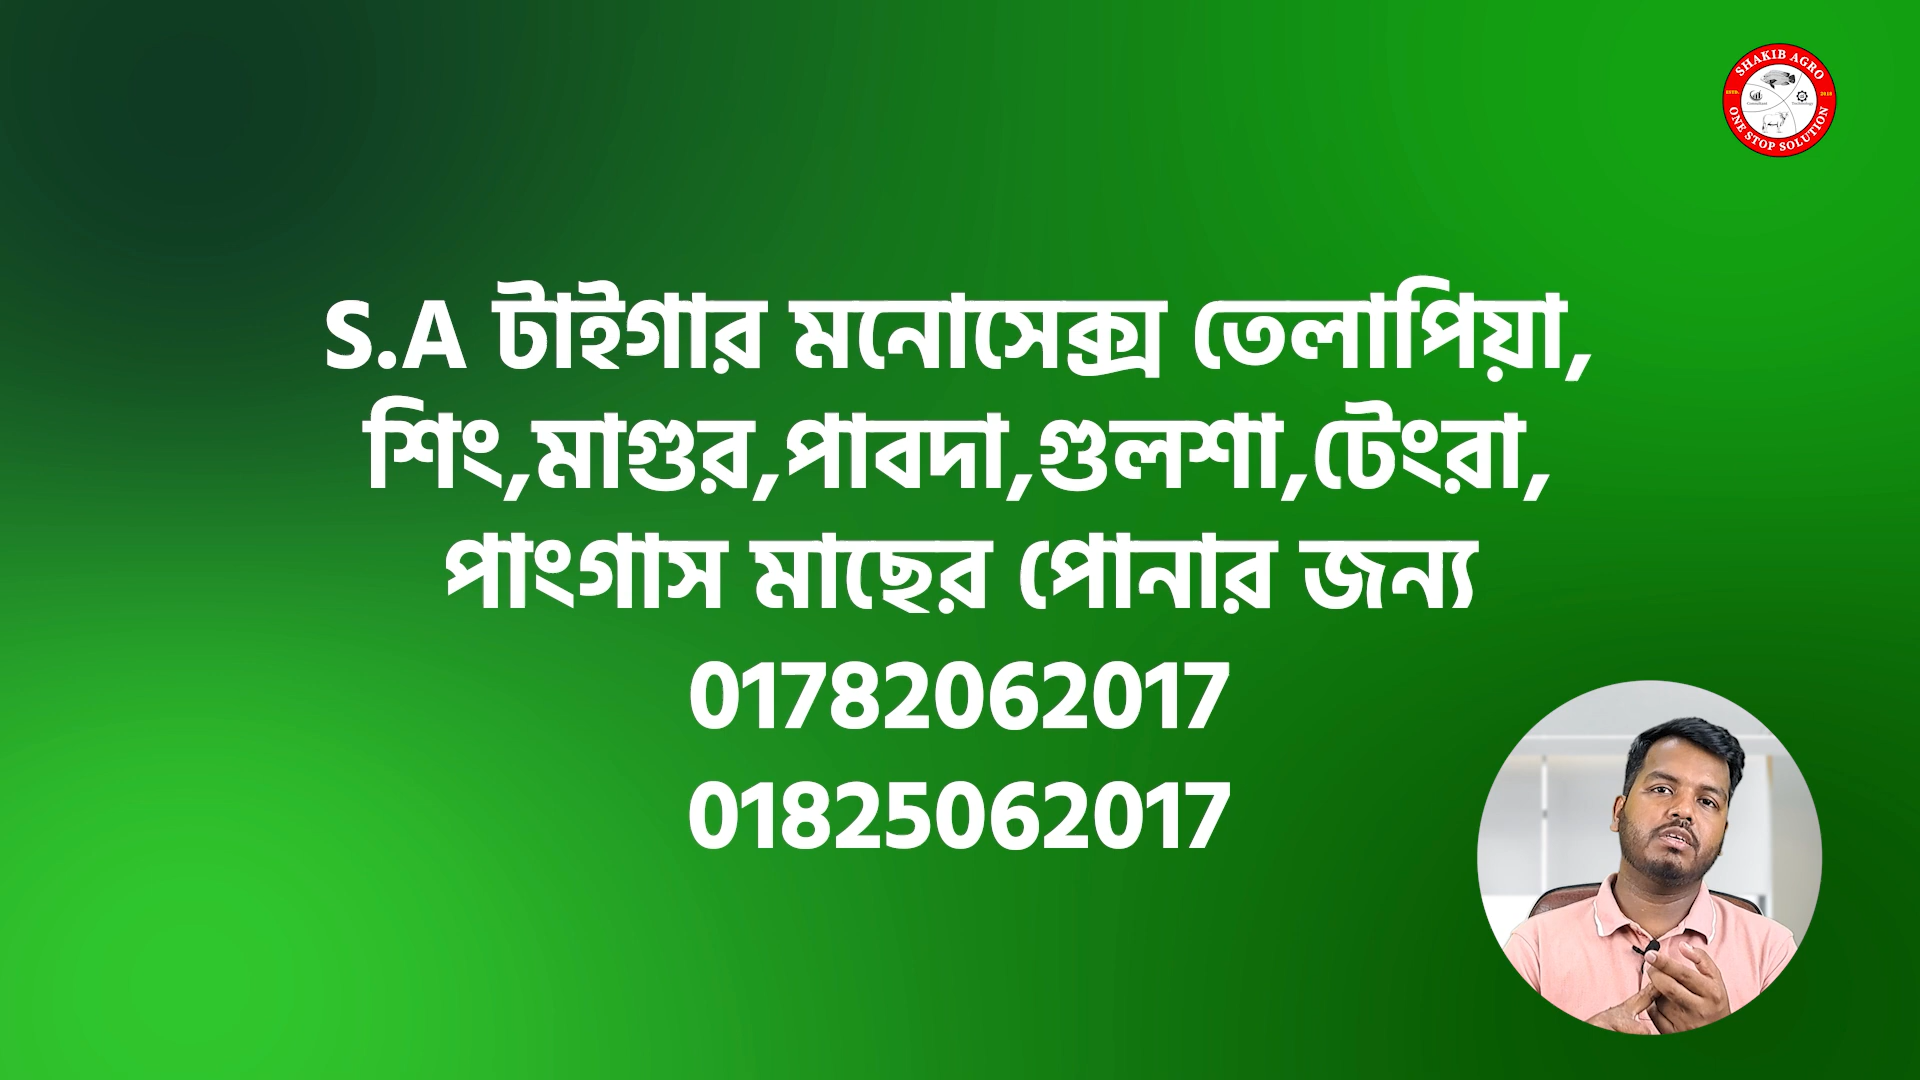 SHAKIB AGRO
ONE STOP SOLUTION
S.A টাইগার মনোসেক্স তেলাপিয়া,
শিং,মাগুর,পাবদা,গুলশা,টেংরা,
পাংগাস মাছের পোনার জন্য
01782062017
01825062017